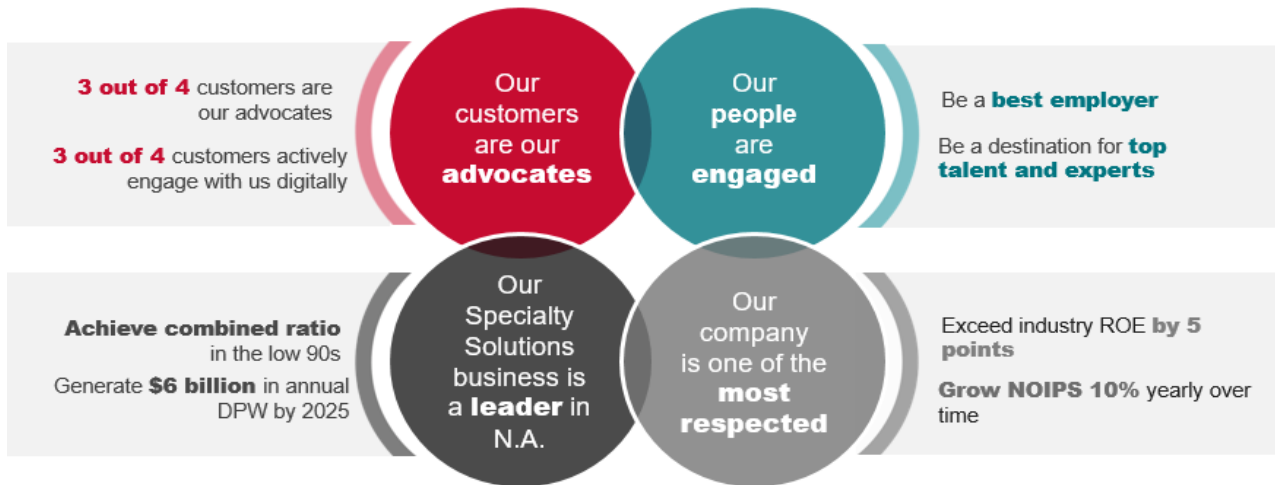 3 out of 4 customers are
our advocates
3 out of 4 customers actively
engage with us digitally
Our
customers
are our
advocates
Our
people
are
engaged
Be a best employer
Be a destination for top
talent and experts
Achieve combined ratio
in the low 90s
Generate $6 billion in annual
DPW by 2025
Our
Specialty
Solutions
business is
a leader in
N.A.
Our
company
is one of the
most
respected
Exceed industry ROE by 5
points
Grow NOIPS 10% yearly over
time